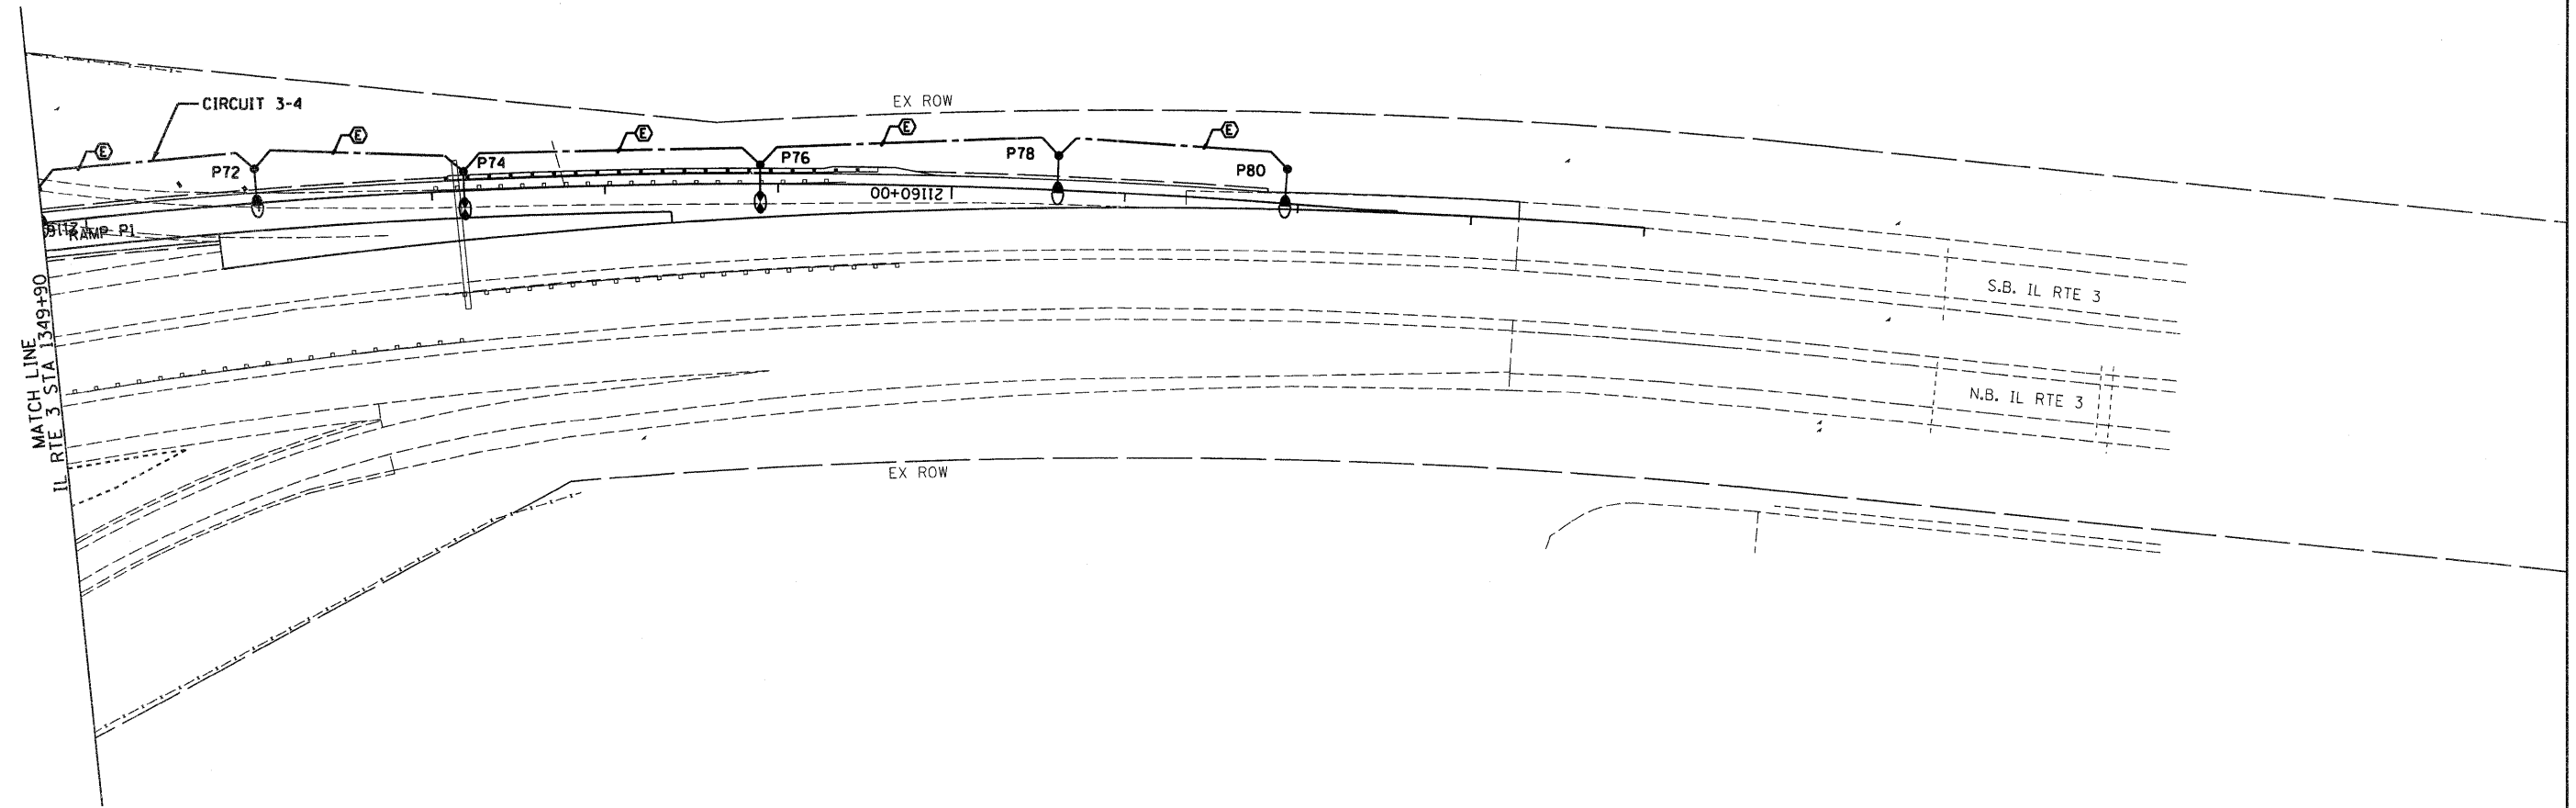 EX ROW
CIRCUIT 3-4
E
E
E
E
E
P72
P74
P76
P78
P80
21160+00
RAMP P1
MATCH LINE
IL RTE 3 STA 1349+90
S.B. IL RTE 3
N.B. IL RTE 3
EX ROW